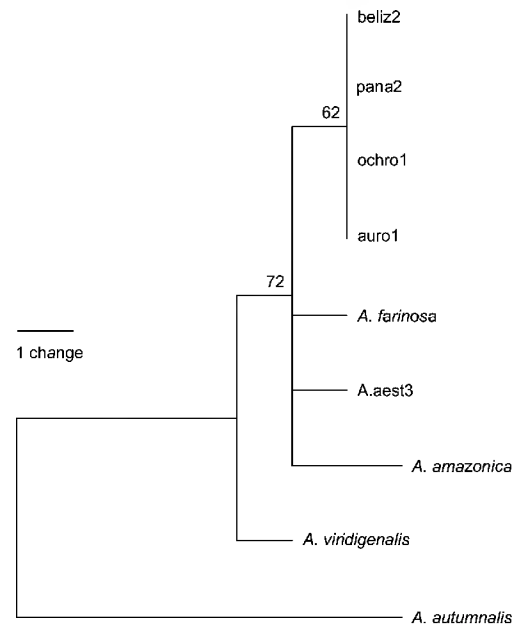 beliz2
pana2
62
ochro1
auro1
72
A. farinosa
1 change
A.aest3
A. amazonica
A. viridigenalis
A. autumnalis